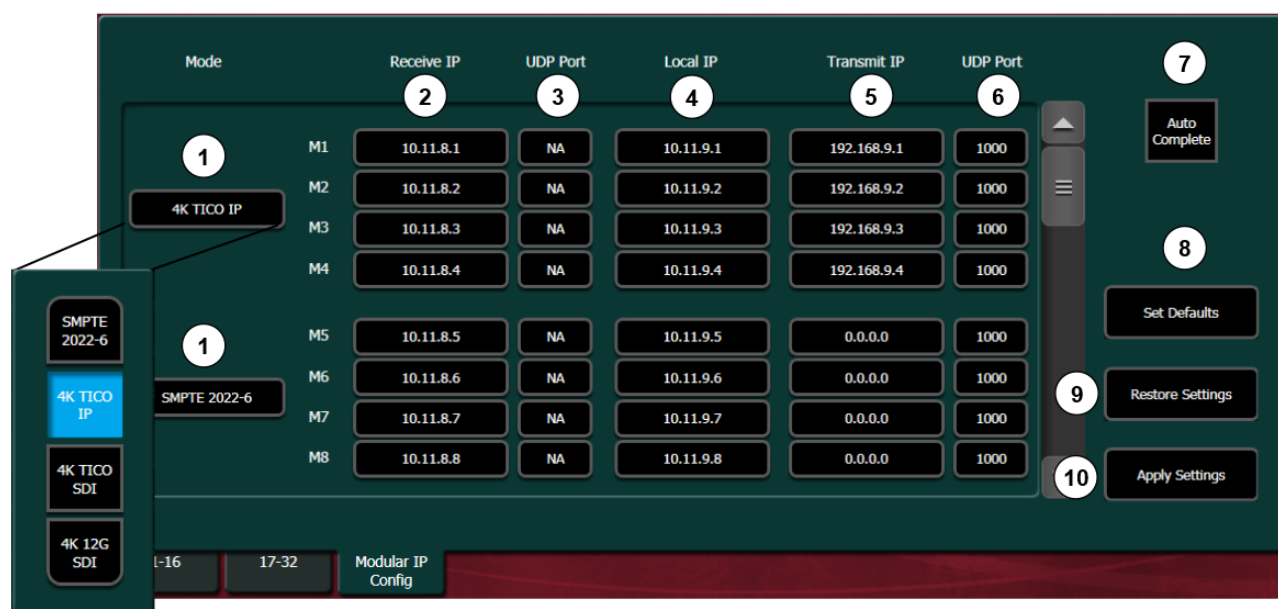 Mode Receive IP UDP Port Local IP Transmit IP UDP Port
7
2 3 4 5 6
Auto
Complete
1
M1 10.11.8.1 NA 10.11.9.1 192.168.9.1 1000
M2 10.11.8.2 NA 10.11.9.2 192.168.9.2 1000
4K TICO IP
M3 10.11.8.3 NA 10.11.9.3 192.168.9.3 1000
8
M4 10.11.8.4 NA 10.11.9.4 192.168.9.4 1000
Set Defaults
SMPTE
2022-6
1
M5 10.11.8.5 NA 10.11.9.5 0.0.0.0 1000
M6 10.11.8.6 NA 10.11.9.6 0.0.0.0 1000
4K TICO
IP
SMPTE 2022-6
9 Restore Settings
M7 10.11.8.7 NA 10.11.9.7 0.0.0.0 1000
M8 10.11.8.8 NA 10.11.9.8 0.0.0.0 1000
4K TICO
SDI
10 Apply Settings
4K 12G
SDI
1-16 17-32 Modular IP
Config